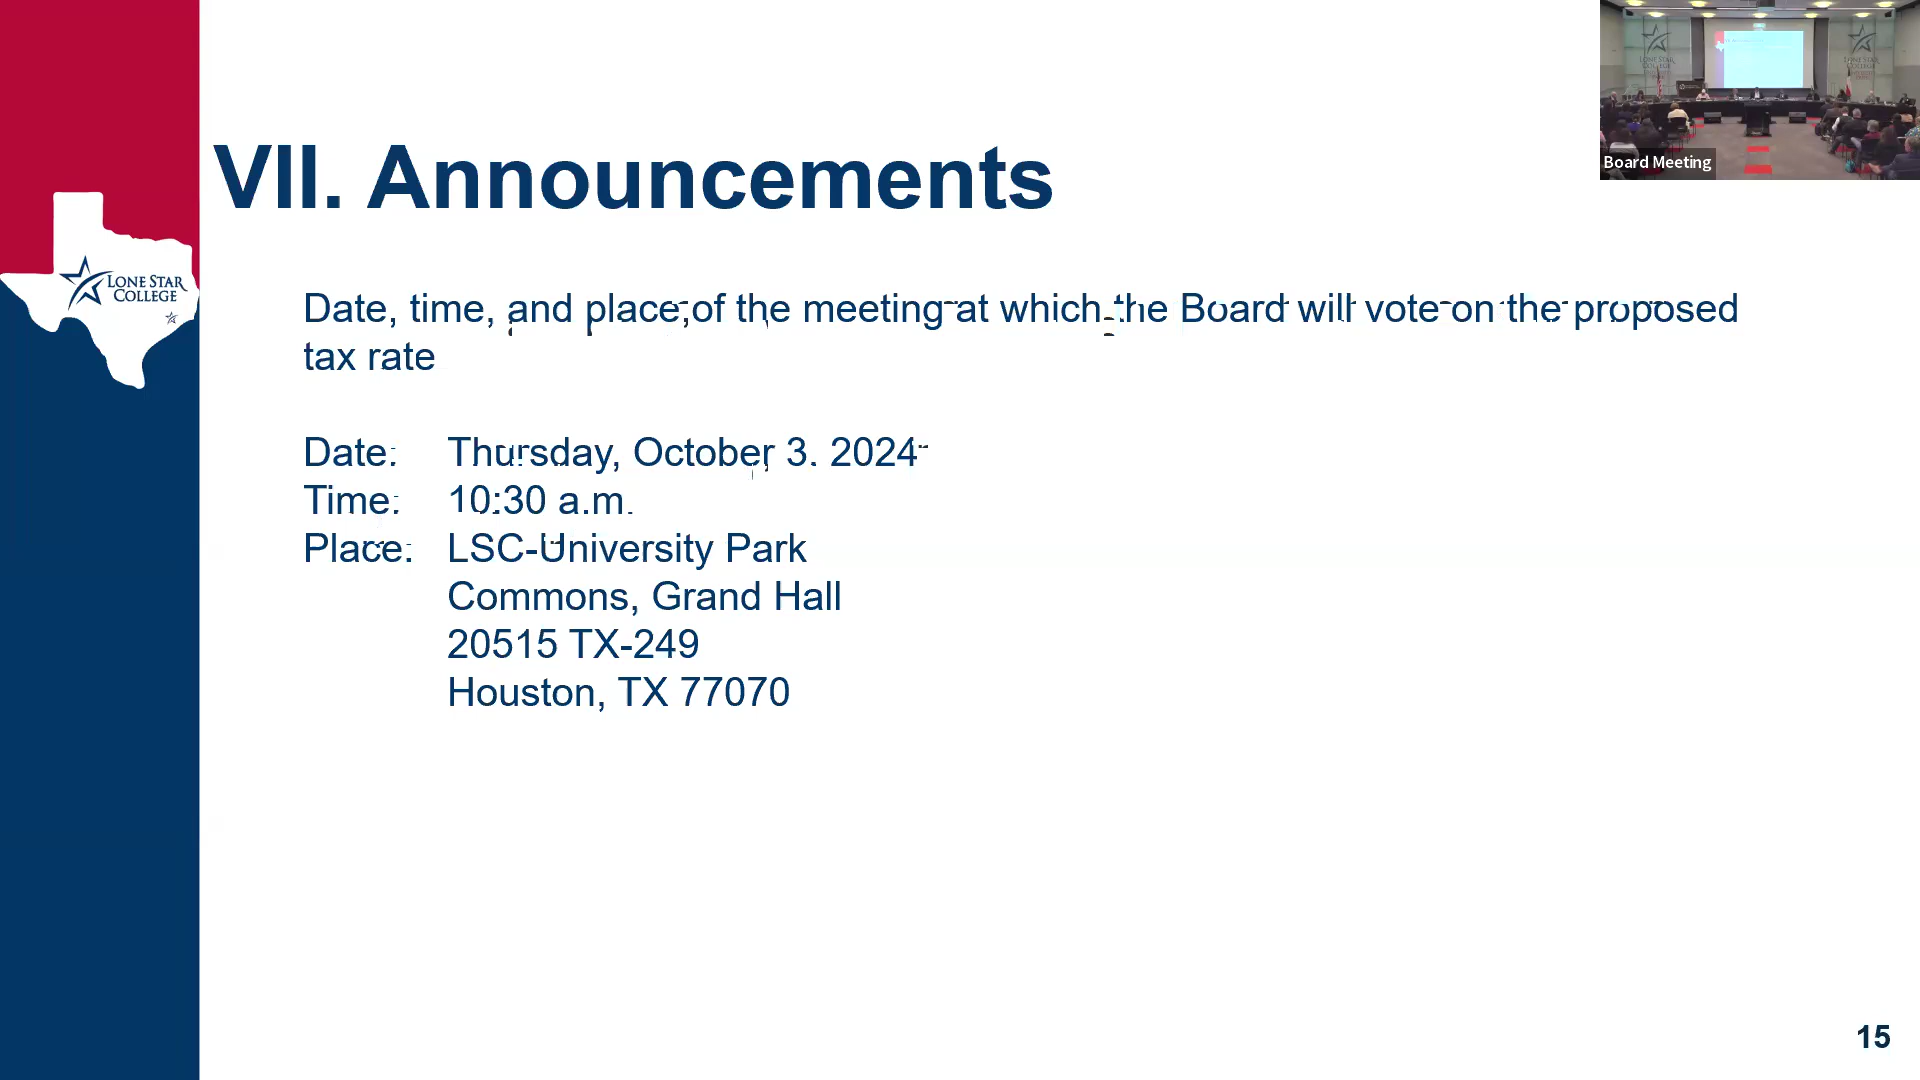 VII. Announcements
Date, time, and place, of the meeting at which the Board will vote on the proposed
tax rate
Date: Thursday, October 3, 2024
Time: 10:30 a.m.
Place: LSC-University Park
Commons, Grand Hall
20515 TX-249
Houston, TX 77070
LONE STAR
COLLEGE
Board Meeting
15